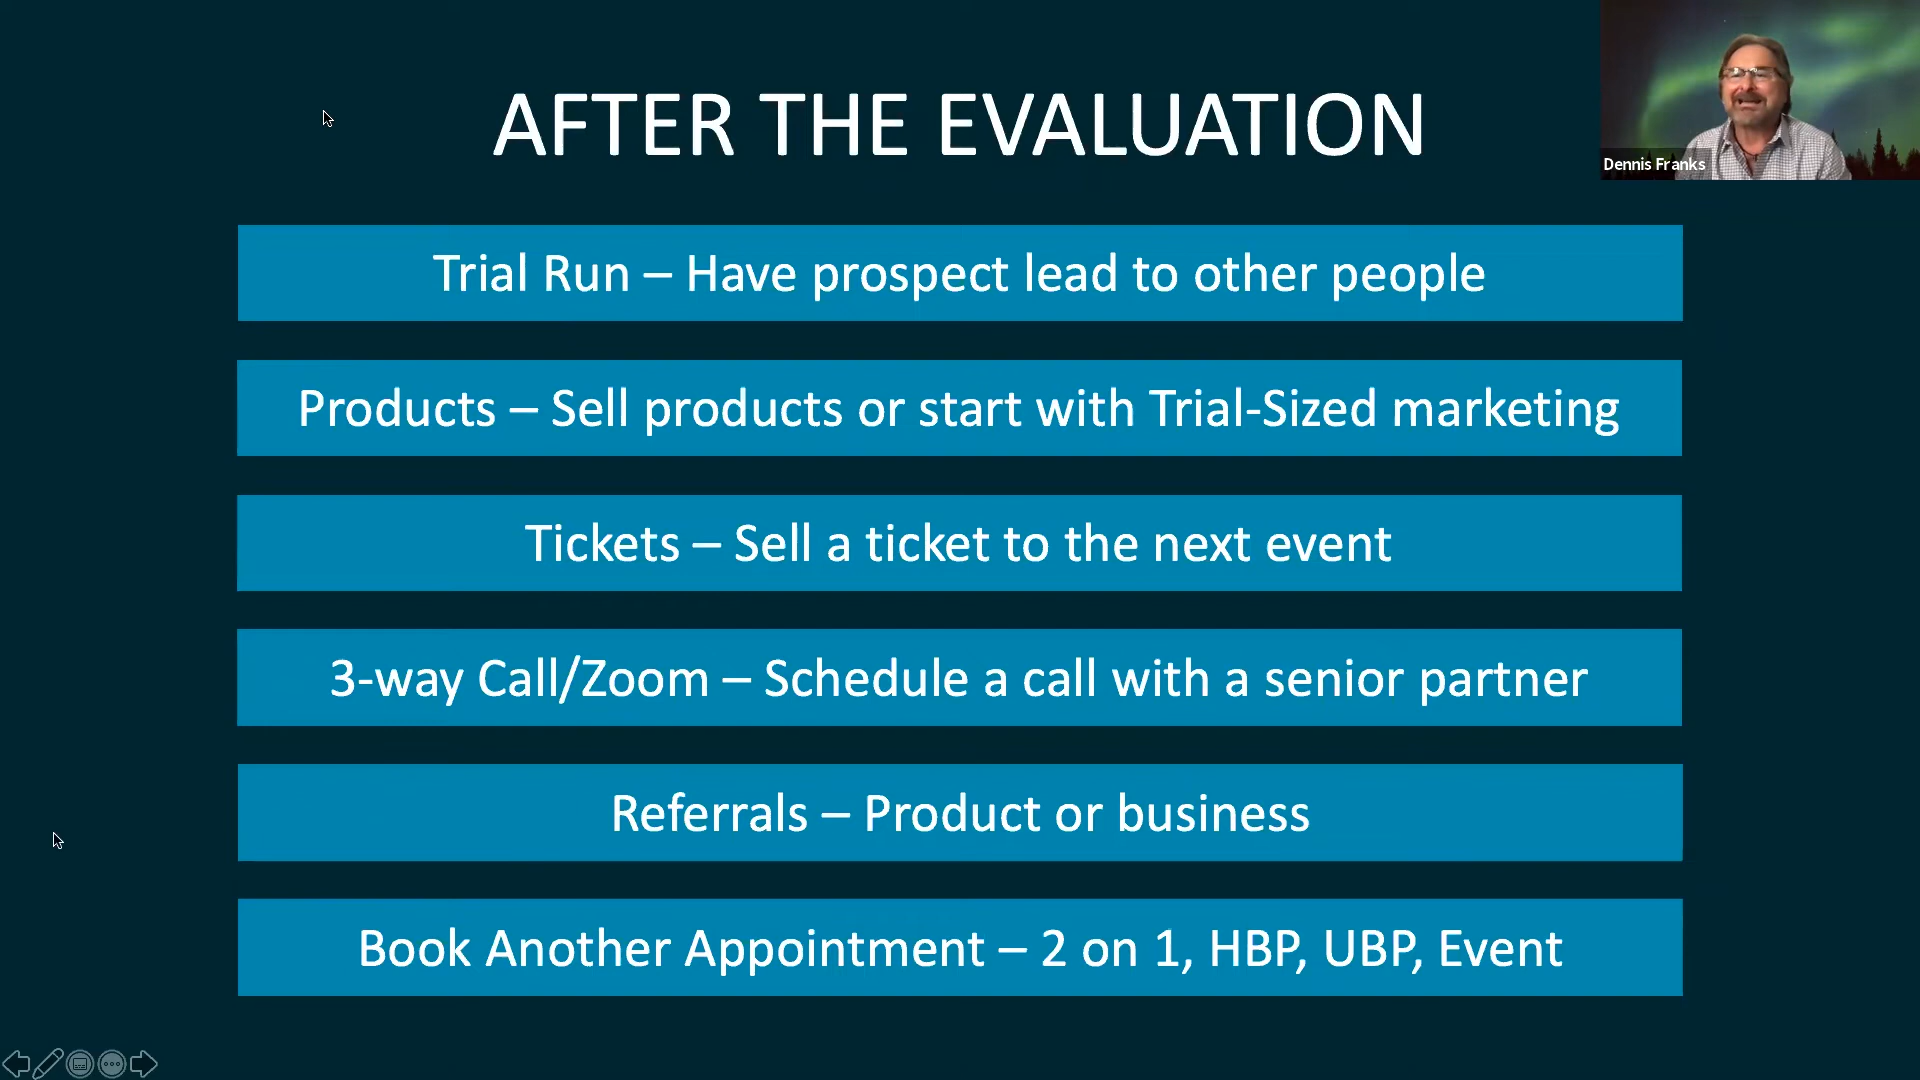 AFTER THE EVALUATION
Dennis Franks
Trial Run – Have prospect lead to other people
Products – Sell products or start with Trial-Sized marketing
Tickets – Sell a ticket to the next event
3-way Call/Zoom – Schedule a call with a senior partner
Referrals – Product or business
Book Another Appointment – 2 on 1, HBP, UBP, Event